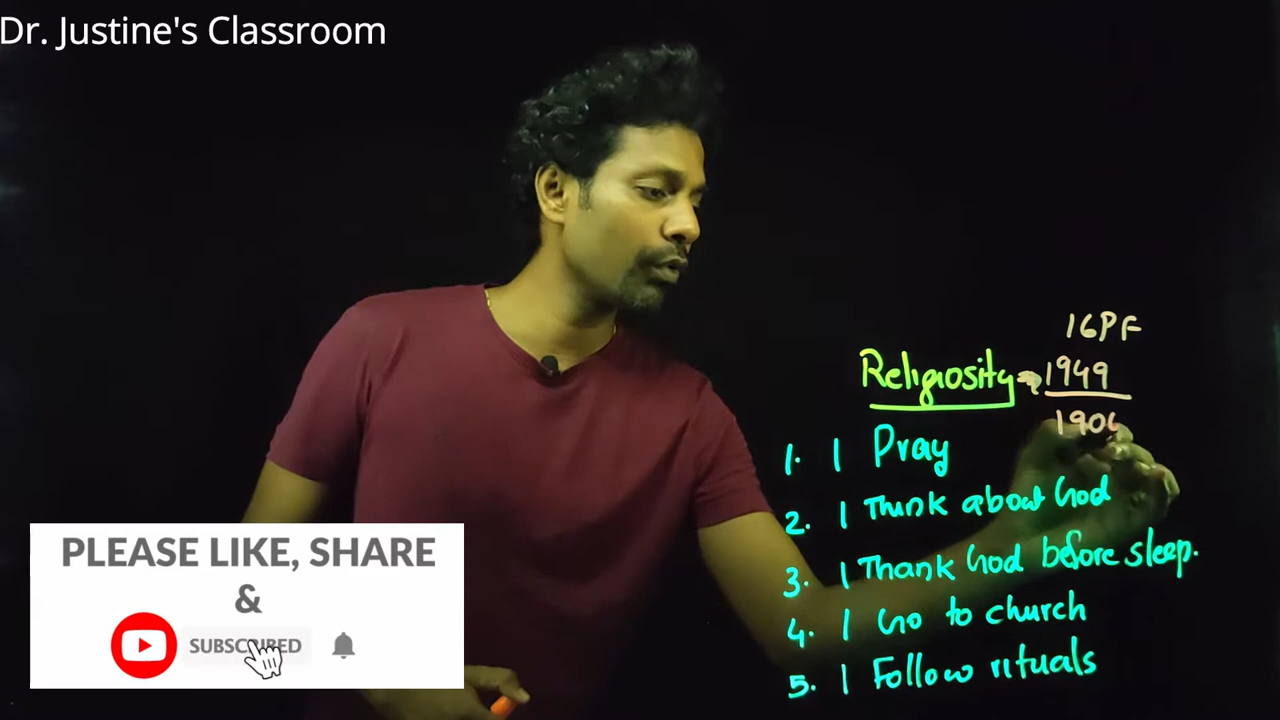 Dr. Justine's Classroom
16PF
Religiosity 1949
1906
1. I Pray
2. I Think about God
3. I Thank God before sleep.
4. I Go to church
5. I Follow rituals
PLEASE LIKE, SHARE
&
SUBSCRIBED